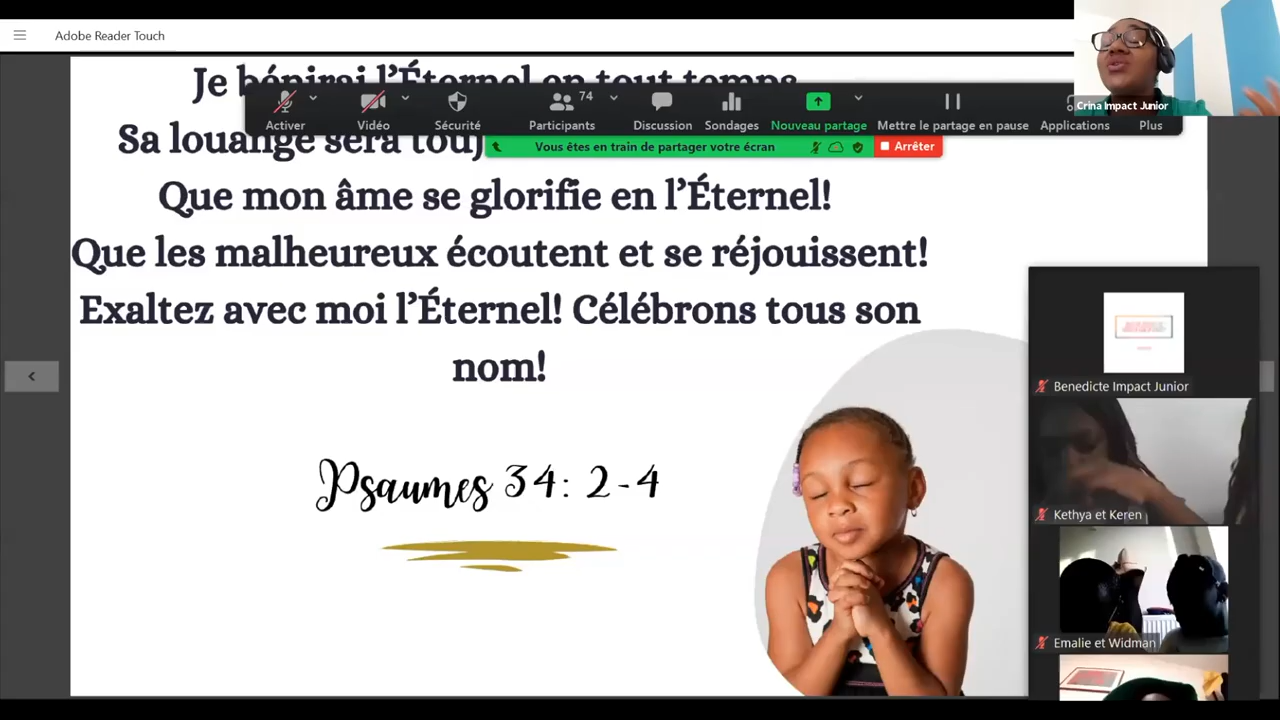 Adobe Reader Touch
Je bénirai l’Éternel en tout temps
Crina Impact Junior
74
Activer
Vidéo
Sécurité
Participants
Discussion
Sondages
Nouveau partage
Mettre le partage en pause
Applications
Plus
Sa louange sera
Vous êtes en train de partager votre écran
Arrêter
Que mon âme se glorifie en l’Éternel!
Que les malheureux écoutent et se réjouissent!
Exaltez avec moi l’Éternel! Célébrons tous son
nom!
Psaumes 34: 2-4
Benedicte Impact Junior
Kethya et Keren
Emalie et Widman